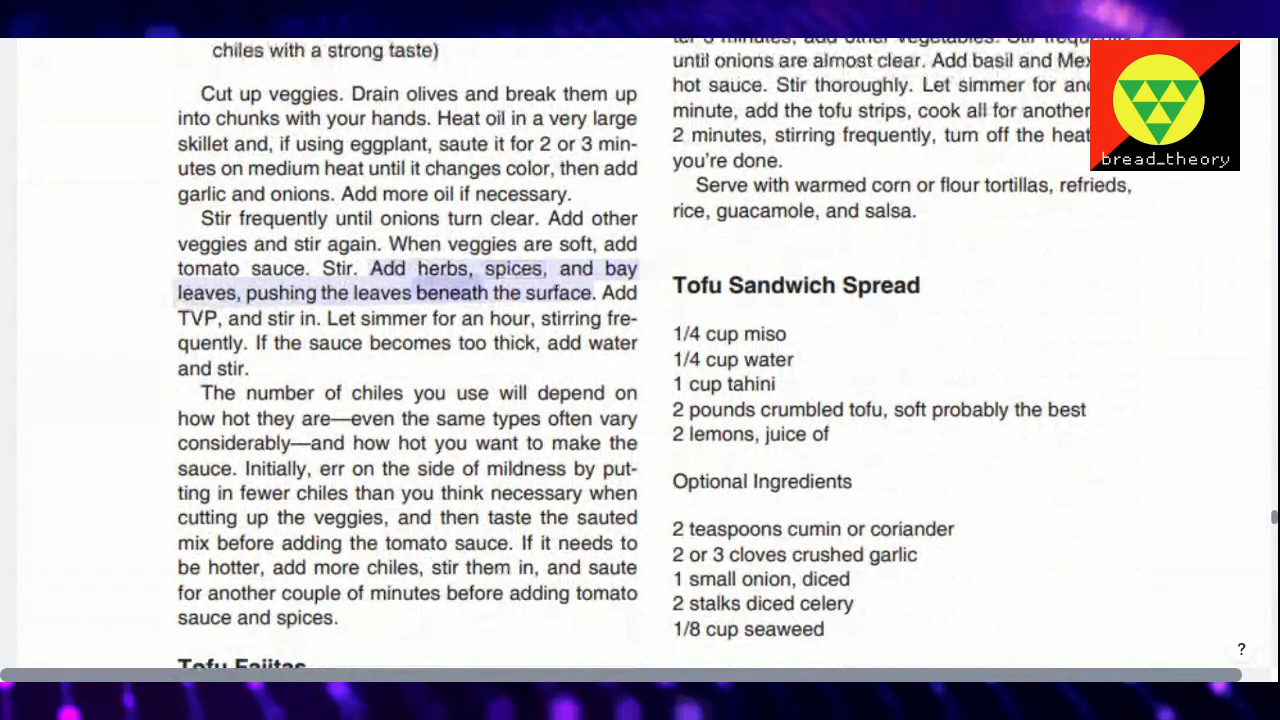 chiles with a strong taste)
Cut up veggies. Drain olives and break them up
into chunks with your hands. Heat oil in a very large
skillet and, if using eggplant, saute it for 2 or 3 min-
utes on medium heat until it changes color, then add
garlic and onions. Add more oil if necessary.
Stir frequently until onions turn clear. Add other
veggies and stir again. When veggies are soft, add
tomato sauce. Stir. Add herbs, spices, and bay
leaves, pushing the leaves beneath the surface. Add
TVP, and stir in. Let simmer for an hour, stirring fre-
quently. If the sauce becomes too thick, add water
and stir.
The number of chiles you use will depend on
how hot they are—even the same types often vary
considerably—and how hot you want to make the
sauce. Initially, err on the side of mildness by put-
ting in fewer chiles than you think necessary when
cutting up the veggies, and then taste the sauted
mix before adding the tomato sauce. If it needs to
be hotter, add more chiles, stir them in, and saute
for another couple of minutes before adding tomato
sauce and spices.
Tofu Fajitas
ter 3 minutes, add other vegetables. Stir
until onions are almost clear. Add basil and
hot sauce. Stir thoroughly. Let simmer for
minute, add the tofu strips, cook all for another
2 minutes, stirring frequently, turn off the heat
you're done.
Serve with warmed corn or flour tortillas, refrieds,
rice, guacamole, and salsa.
Tofu Sandwich Spread
1/4 cup miso
1/4 cup water
1 cup tahini
2 pounds crumbled tofu, soft probably the best
2 lemons, juice of
Optional Ingredients
2 teaspoons cumin or coriander
2 or 3 cloves crushed garlic
1 small onion, diced
2 stalks diced celery
1/8 cup seaweed
bread_theory
?